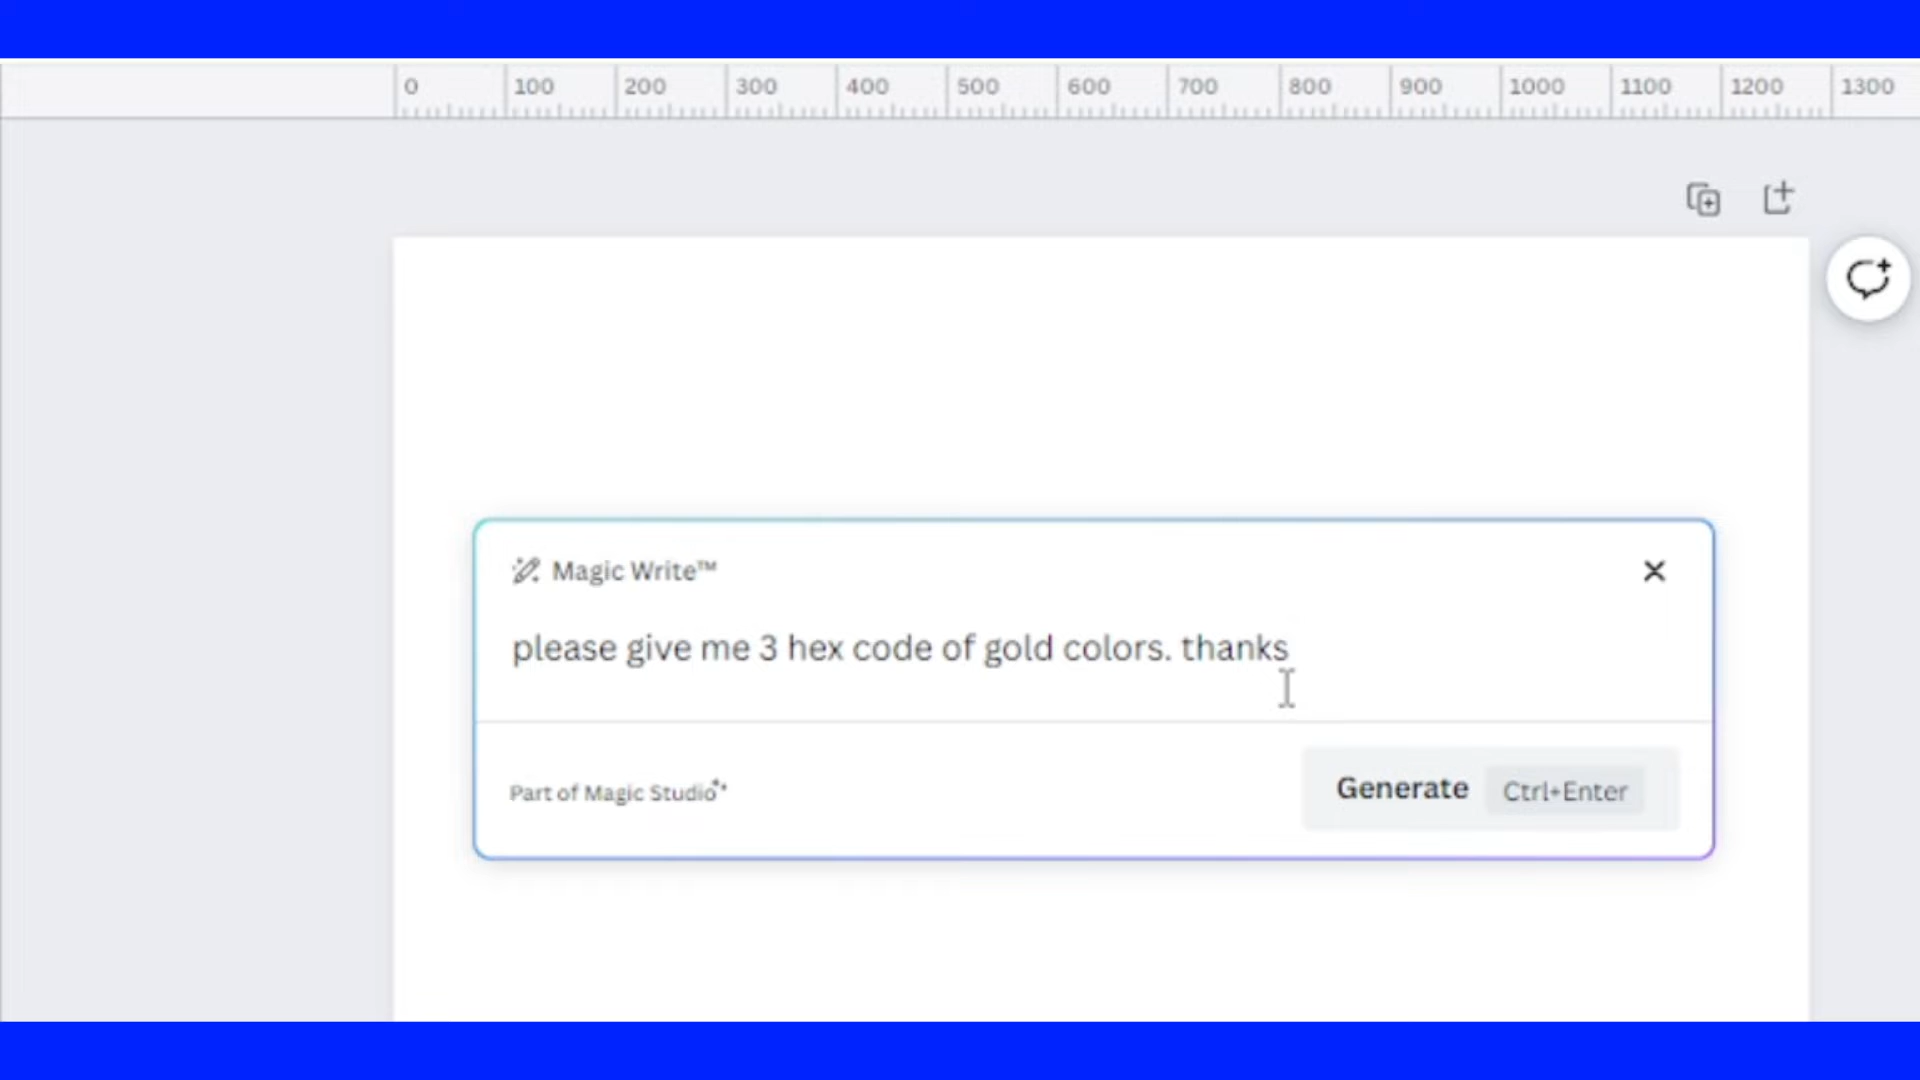 0 100 200 300 400 500 600 700 800 900 1000 1100 1200 1300
Magic Write™
please give me 3 hex code of gold colors. thanks
Part of Magic Studio
Generate Ctrl+Enter